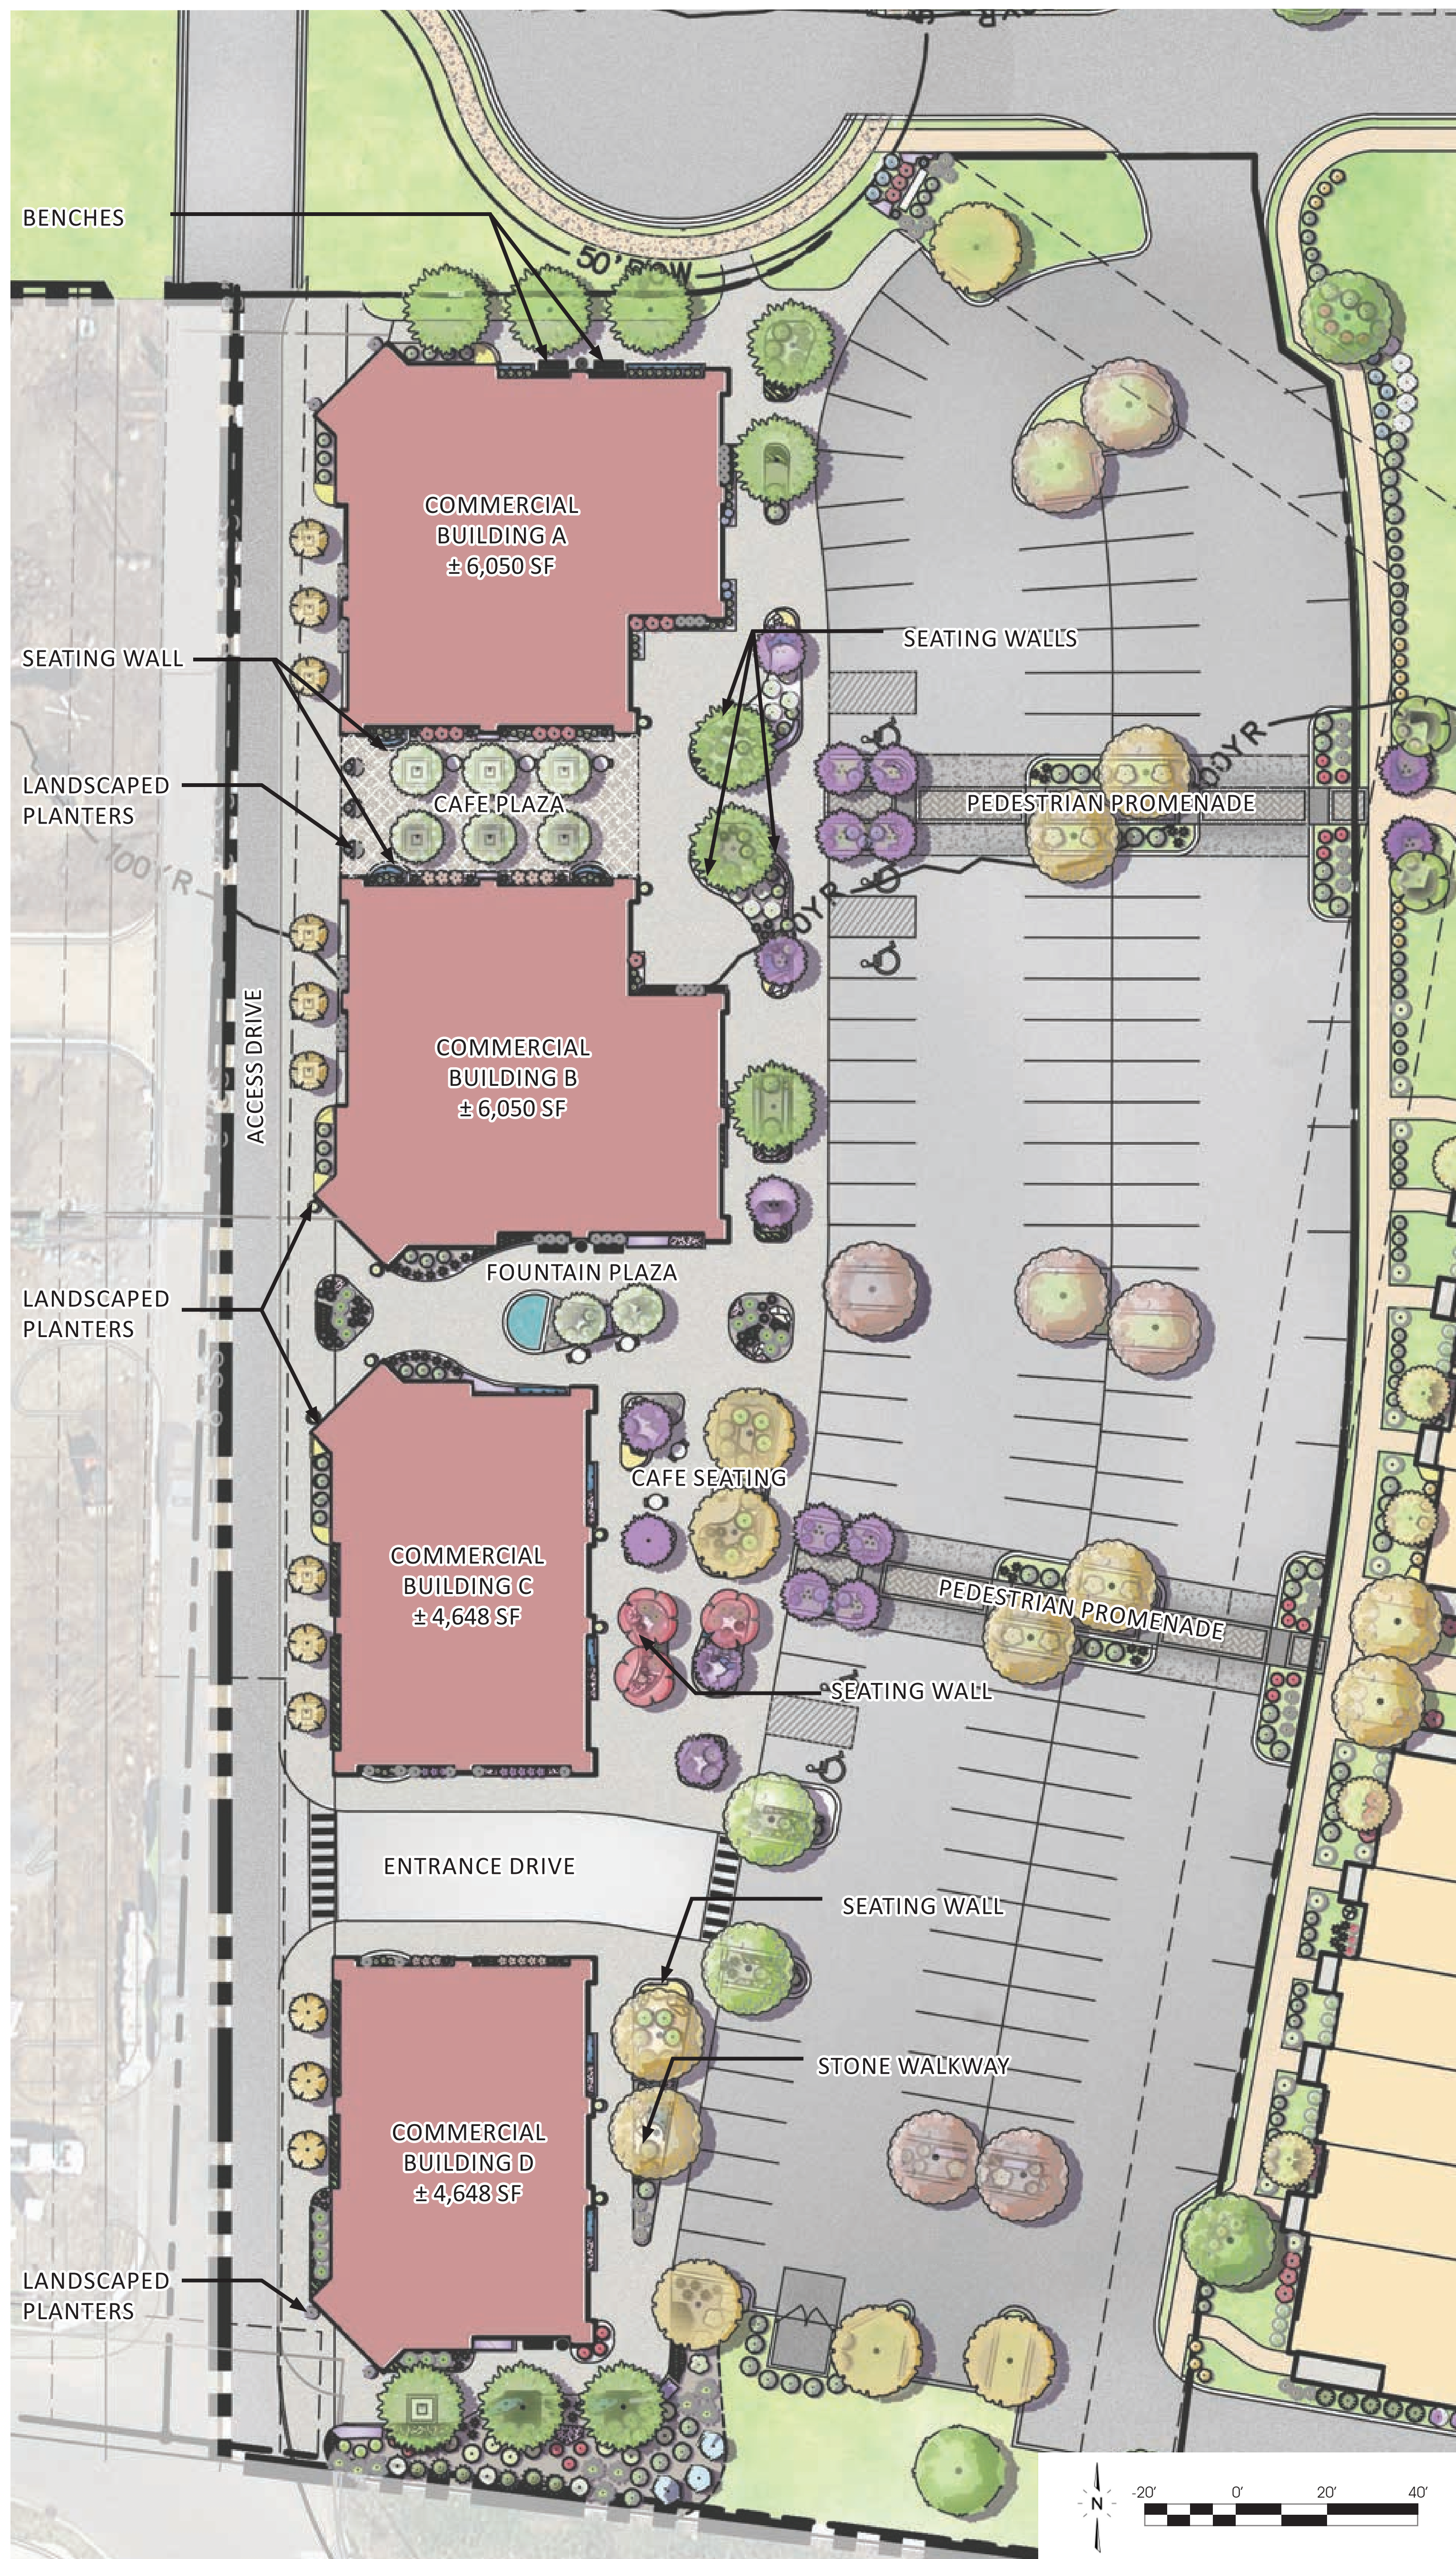 BENCHES
50' ROW
COMMERCIAL
BUILDING A
± 6,050 SF
SEATING WALLS
SEATING WALL
LANDSCAPED
PLANTERS
CAFE PLAZA
PEDESTRIAN PROMENADE
100YR
COMMERCIAL
BUILDING B
± 6,050 SF
ACCESS DRIVE
FOUNTAIN PLAZA
LANDSCAPED
PLANTERS
CAFE SEATING
COMMERCIAL
BUILDING C
± 4,648 SF
PEDESTRIAN PROMENADE
SEATING WALL
ENTRANCE DRIVE
SEATING WALL
STONE WALKWAY
COMMERCIAL
BUILDING D
± 4,648 SF
LANDSCAPED
PLANTERS
N
-20' 0' 20' 40'